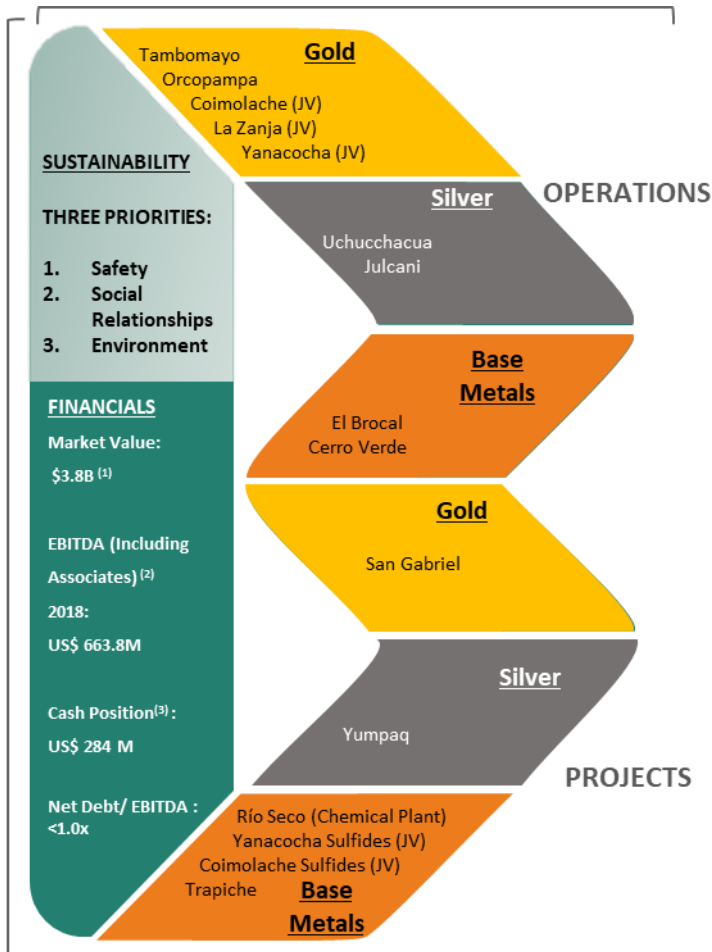 SUSTAINABILITY
THREE PRIORITIES:
1. Safety
2. Social
Relationships
3. Environment
FINANCIALS
Market Value:
$3.8B (1)
EBITDA (Including
Associates) (2)
2018:
US$ 663.8M
Cash Position(3) :
US$ 284 M
Net Debt/ EBITDA :
<1.0x
Gold
Tambomayo
Orcopampa
Coimolache (JV)
La Zanja (JV)
Yanacocha (JV)
Silver
Uchucchacua
Julcani
OPERATIONS
Base
Metals
El Brocal
Cerro Verde
Gold
San Gabriel
Silver
Yumpaq
PROJECTS
Río Seco (Chemical Plant)
Yanacocha Sulfides (JV)
Coimolache Sulfides (JV)
Trapiche
Base
Metals